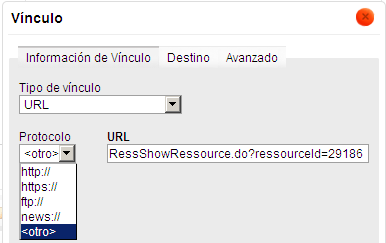 Vínculo
Información de Vínculo Destino Avanzado
Tipo de vínculo
URL
Protocolo URL
<otro> RessShowRessource.do?ressourceId=29186
http://
https://
ftp://
news://
<otro>